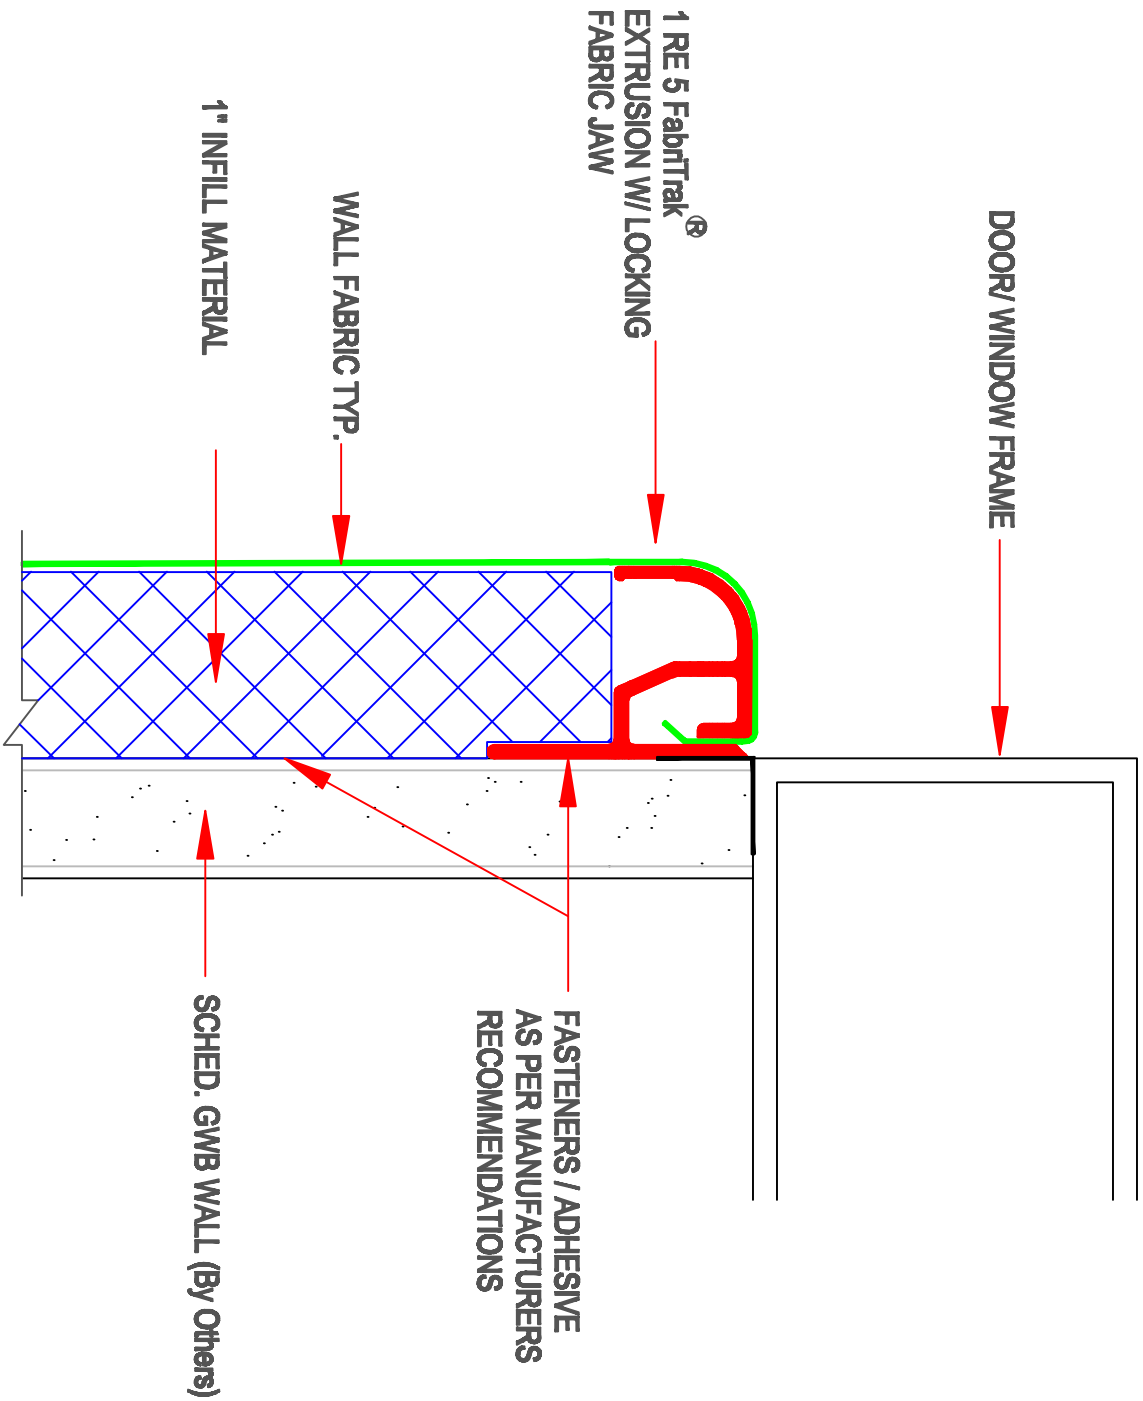 DOOR/ WINDOW FRAME
1 RE 5 FabriTrak®
EXTRUSION W/ LOCKING
FABRIC JAW
WALL FABRIC TYP.
1" INFILL MATERIAL
FASTENERS / ADHESIVE
AS PER MANUFACTURERS
RECOMMENDATIONS
SCHED. GWB WALL (By Others)